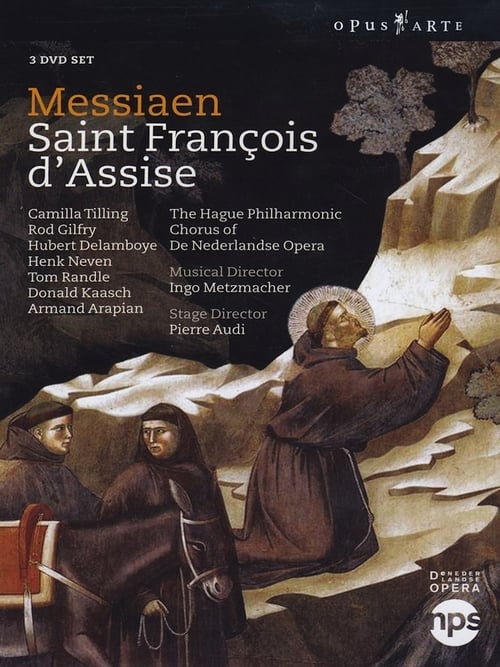 OPUS ARTE
3 DVD SET
Messiaen
Saint François
d'Assise
Camilla Tilling
Rod Gilfry
Hubert Delamboye
Henk Neven
Tom Randle
Donald Kaasch
Armand Arapian
The Hague Philharmonic
Chorus of
De Nederlandse Opera
Musical Director
Ingo Metzmacher
Stage Director
Pierre Audi
DE NEDER
LANDSE
OPERA
nps